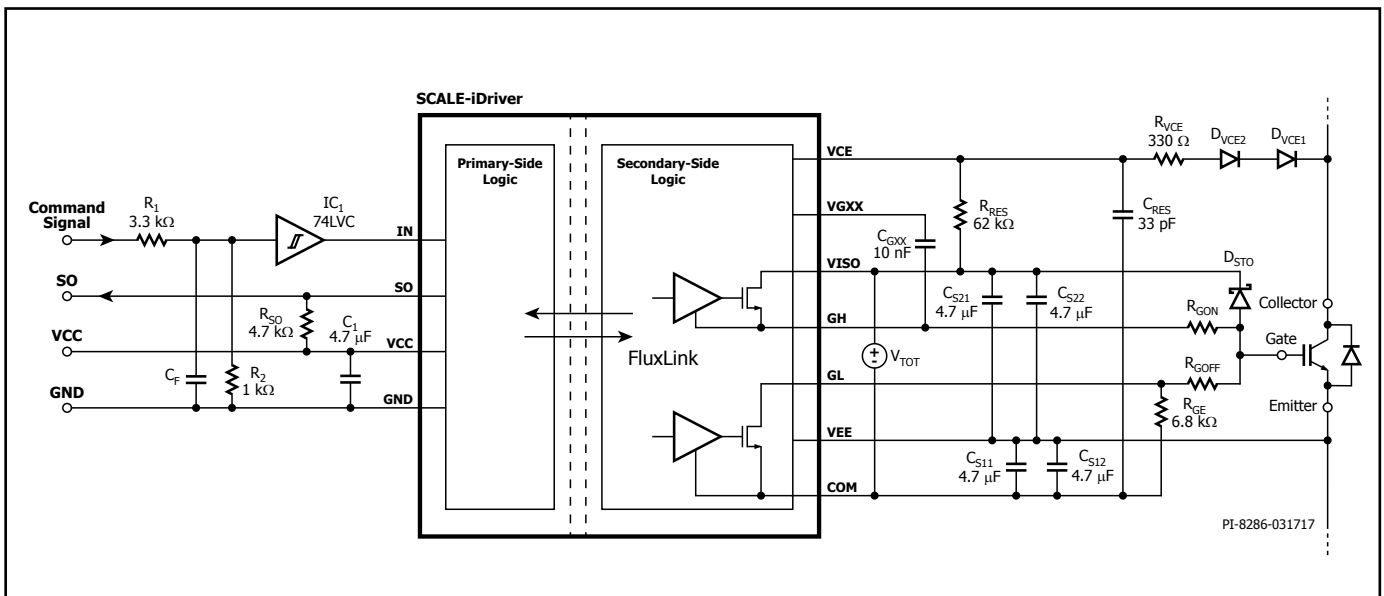 SCALE-iDriver
Primary-Side
Logic
Secondary-Side
Logic
FluxLink
Command
Signal
R1
3.3 kΩ
IC1
74LVC
IN
SO
SO
RSO
4.7 kΩ
C1
4.7 μF
VCC
VCC
CF
R2
1 kΩ
GND
GND
VCE
VGXX
VISO
GH
GL
VEE
COM
RVCE
330 Ω
DVCE2
DVCE1
RRES
62 kΩ
CRES
33 pF
CGXX
10 nF
DSTO
CS21
4.7 μF
CS22
4.7 μF
RGON
Collector
VTOT
Gate
RGOFF
RGE
6.8 kΩ
Emitter
CS11
4.7 μF
CS12
4.7 μF
PI-8286-031717